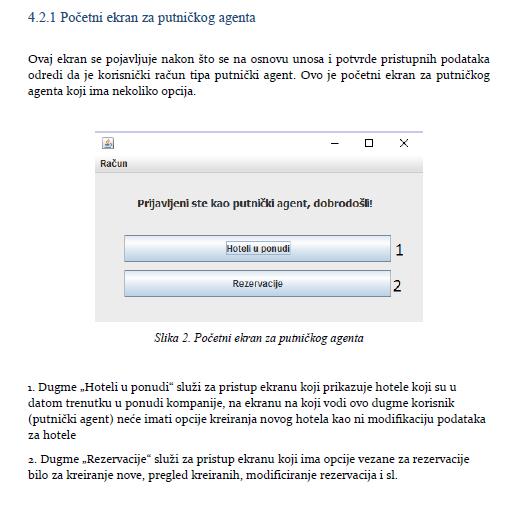 4.2.1 Početni ekran za putničkog agenta
Ovaj ekran se pojavljuje nakon što se na osnovu unosa i potvrde pristupnih podataka
odredi da je korisnički račun tipa putnički agent. Ovo je početni ekran za putničkog
agenta koji ima nekoliko opcija.
Račun
Prijavljeni ste kao putnički agent, dobrodošli!
Hoteli u ponudi 1
Rezervacije 2
Slika 2. Početni ekran za putničkog agenta
1. Dugme „Hoteli u ponudi“ služi za pristup ekranu koji prikazuje hotele koji su u
datom trenutku u ponudi kompanije, na ekranu na koji vodi ovo dugme korisnik
(putnički agent) neće imati opcije kreiranja novog hotela kao ni modifikaciju podataka
za hotele
2. Dugme „Rezervacije“ služi za pristup ekranu koji ima opcije vezane za rezervacije
bilo za kreiranje nove, pregled kreiranih, modificiranje rezervacija i sl.